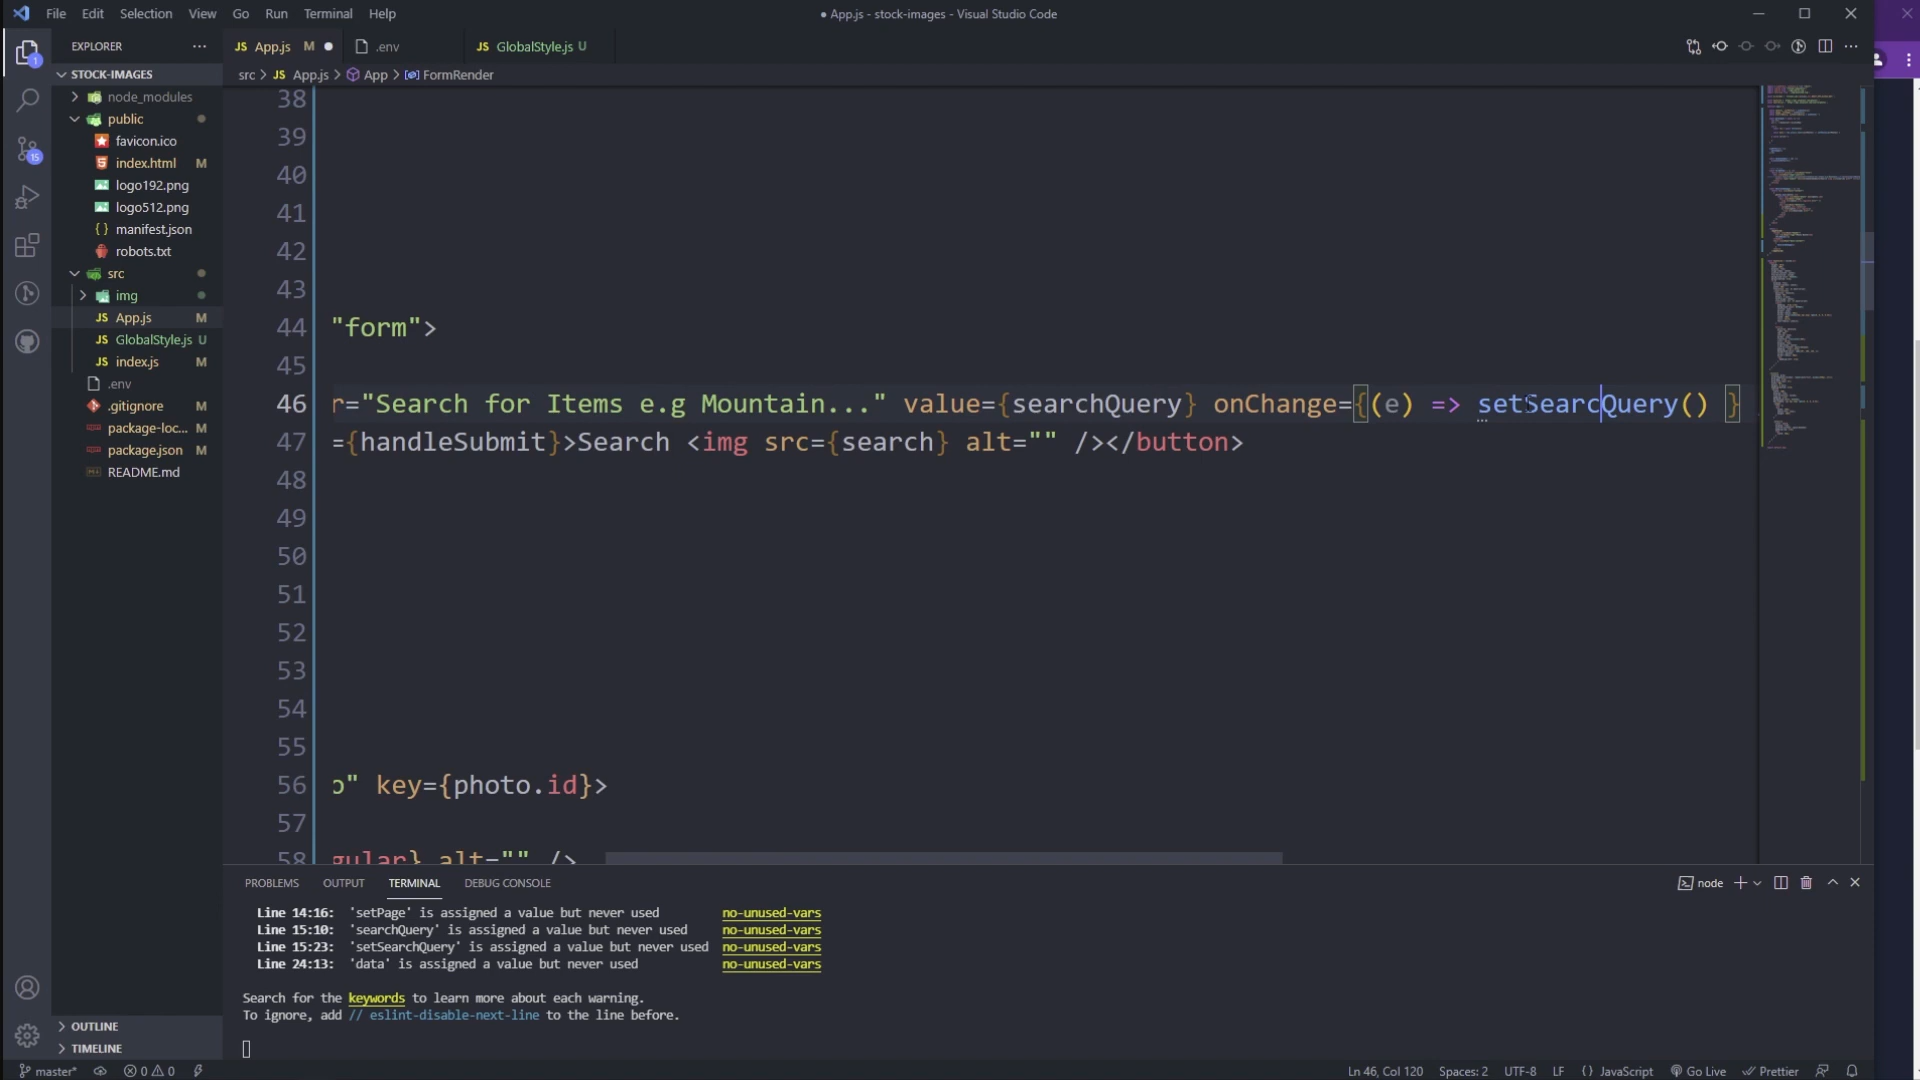 File Edit Selection View Go Run Terminal Help
● App.js - stock-images - Visual Studio Code
EXPLORER ···
JS App.js M ●
.env
JS GlobalStyle.js U
src > JS App.js > App > FormRender
STOCK-IMAGES
node_modules
public
favicon.ico
index.html M
logo192.png
logo512.png
{ } manifest.json
robots.txt
src
img
JS App.js M
JS GlobalStyle.js U
JS index.js M
.env
.gitignore M
package-loc... M
package.json M
README.md
OUTLINE
TIMELINE
1
15
38
39
40
41
42
43
44 "form">
45
46 r="Search for Items e.g Mountain..." value={searchQuery} onChange={(e) => setSearcQuery() }
47 ={handleSubmit}>Search <img src={search} alt="" /></button>
48
49
50
51
52
53
54
55
56 o" key={photo.id}>
57
58 gular} alt="" />
PROBLEMS OUTPUT TERMINAL DEBUG CONSOLE
node
Line 14:16: 'setPage' is assigned a value but never used no-unused-vars
Line 15:10: 'searchQuery' is assigned a value but never used no-unused-vars
Line 15:23: 'setSearchQuery' is assigned a value but never used no-unused-vars
Line 24:13: 'data' is assigned a value but never used no-unused-vars
Search for the keywords to learn more about each warning.
To ignore, add // eslint-disable-next-line to the line before.
master* 0 0
Ln 46, Col 120 Spaces: 2 UTF-8 LF { } JavaScript Go Live Prettier